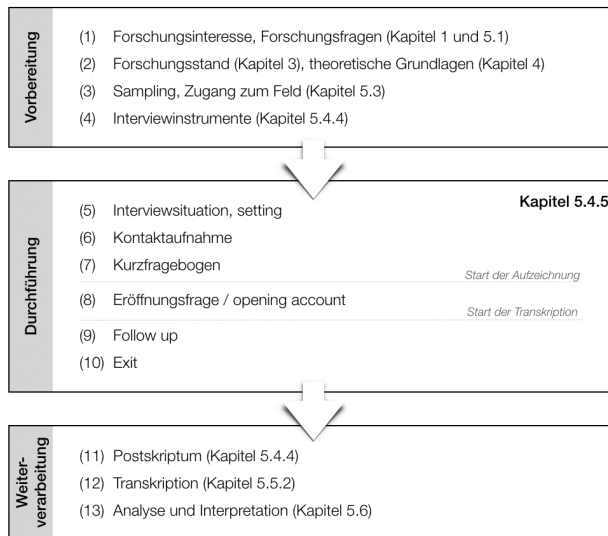 Vorbereitung
(1) Forschungsinteresse, Forschungsfragen (Kapitel 1 und 5.1)
(2) Forschungsstand (Kapitel 3), theoretische Grundlagen (Kapitel 4)
(3) Sampling, Zugang zum Feld (Kapitel 5.3)
(4) Interviewinstrumente (Kapitel 5.4.4)
Durchführung
Kapitel 5.4.5
(5) Interviewsituation, setting
(6) Kontaktaufnahme
(7) Kurzfragebogen
Start der Aufzeichnung
(8) Eröffnungsfrage / opening account
Start der Transkription
(9) Follow up
(10) Exit
Weiter-
verarbeitung
(11) Postskriptum (Kapitel 5.4.4)
(12) Transkription (Kapitel 5.5.2)
(13) Analyse und Interpretation (Kapitel 5.6)